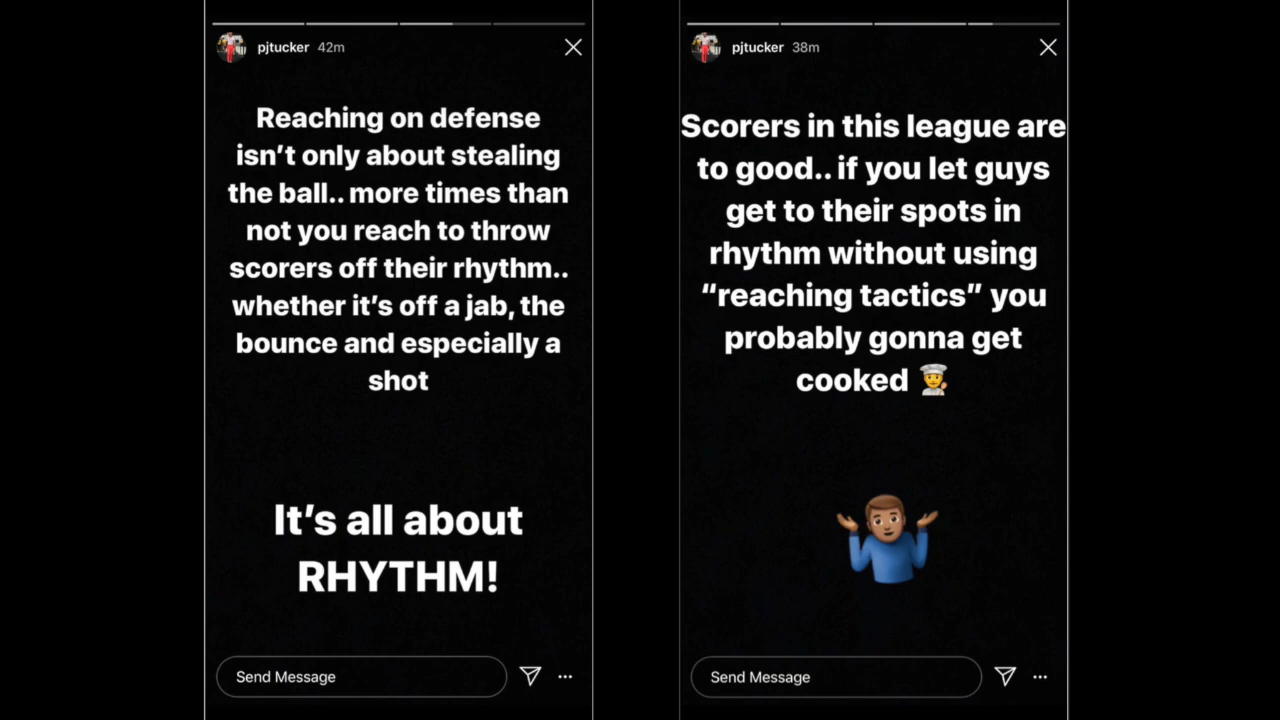 pjtucker 42m
Reaching on defense
isn’t only about stealing
the ball.. more times than
not you reach to throw
scorers off their rhythm..
whether it’s off a jab, the
bounce and especially a
shot
It’s all about
RHYTHM!
Send Message
pjtucker 38m
Scorers in this league are
to good.. if you let guys
get to their spots in
rhythm without using
“reaching tactics” you
probably gonna get
cooked 👨‍🍳
🤷🏽‍♂️
Send Message